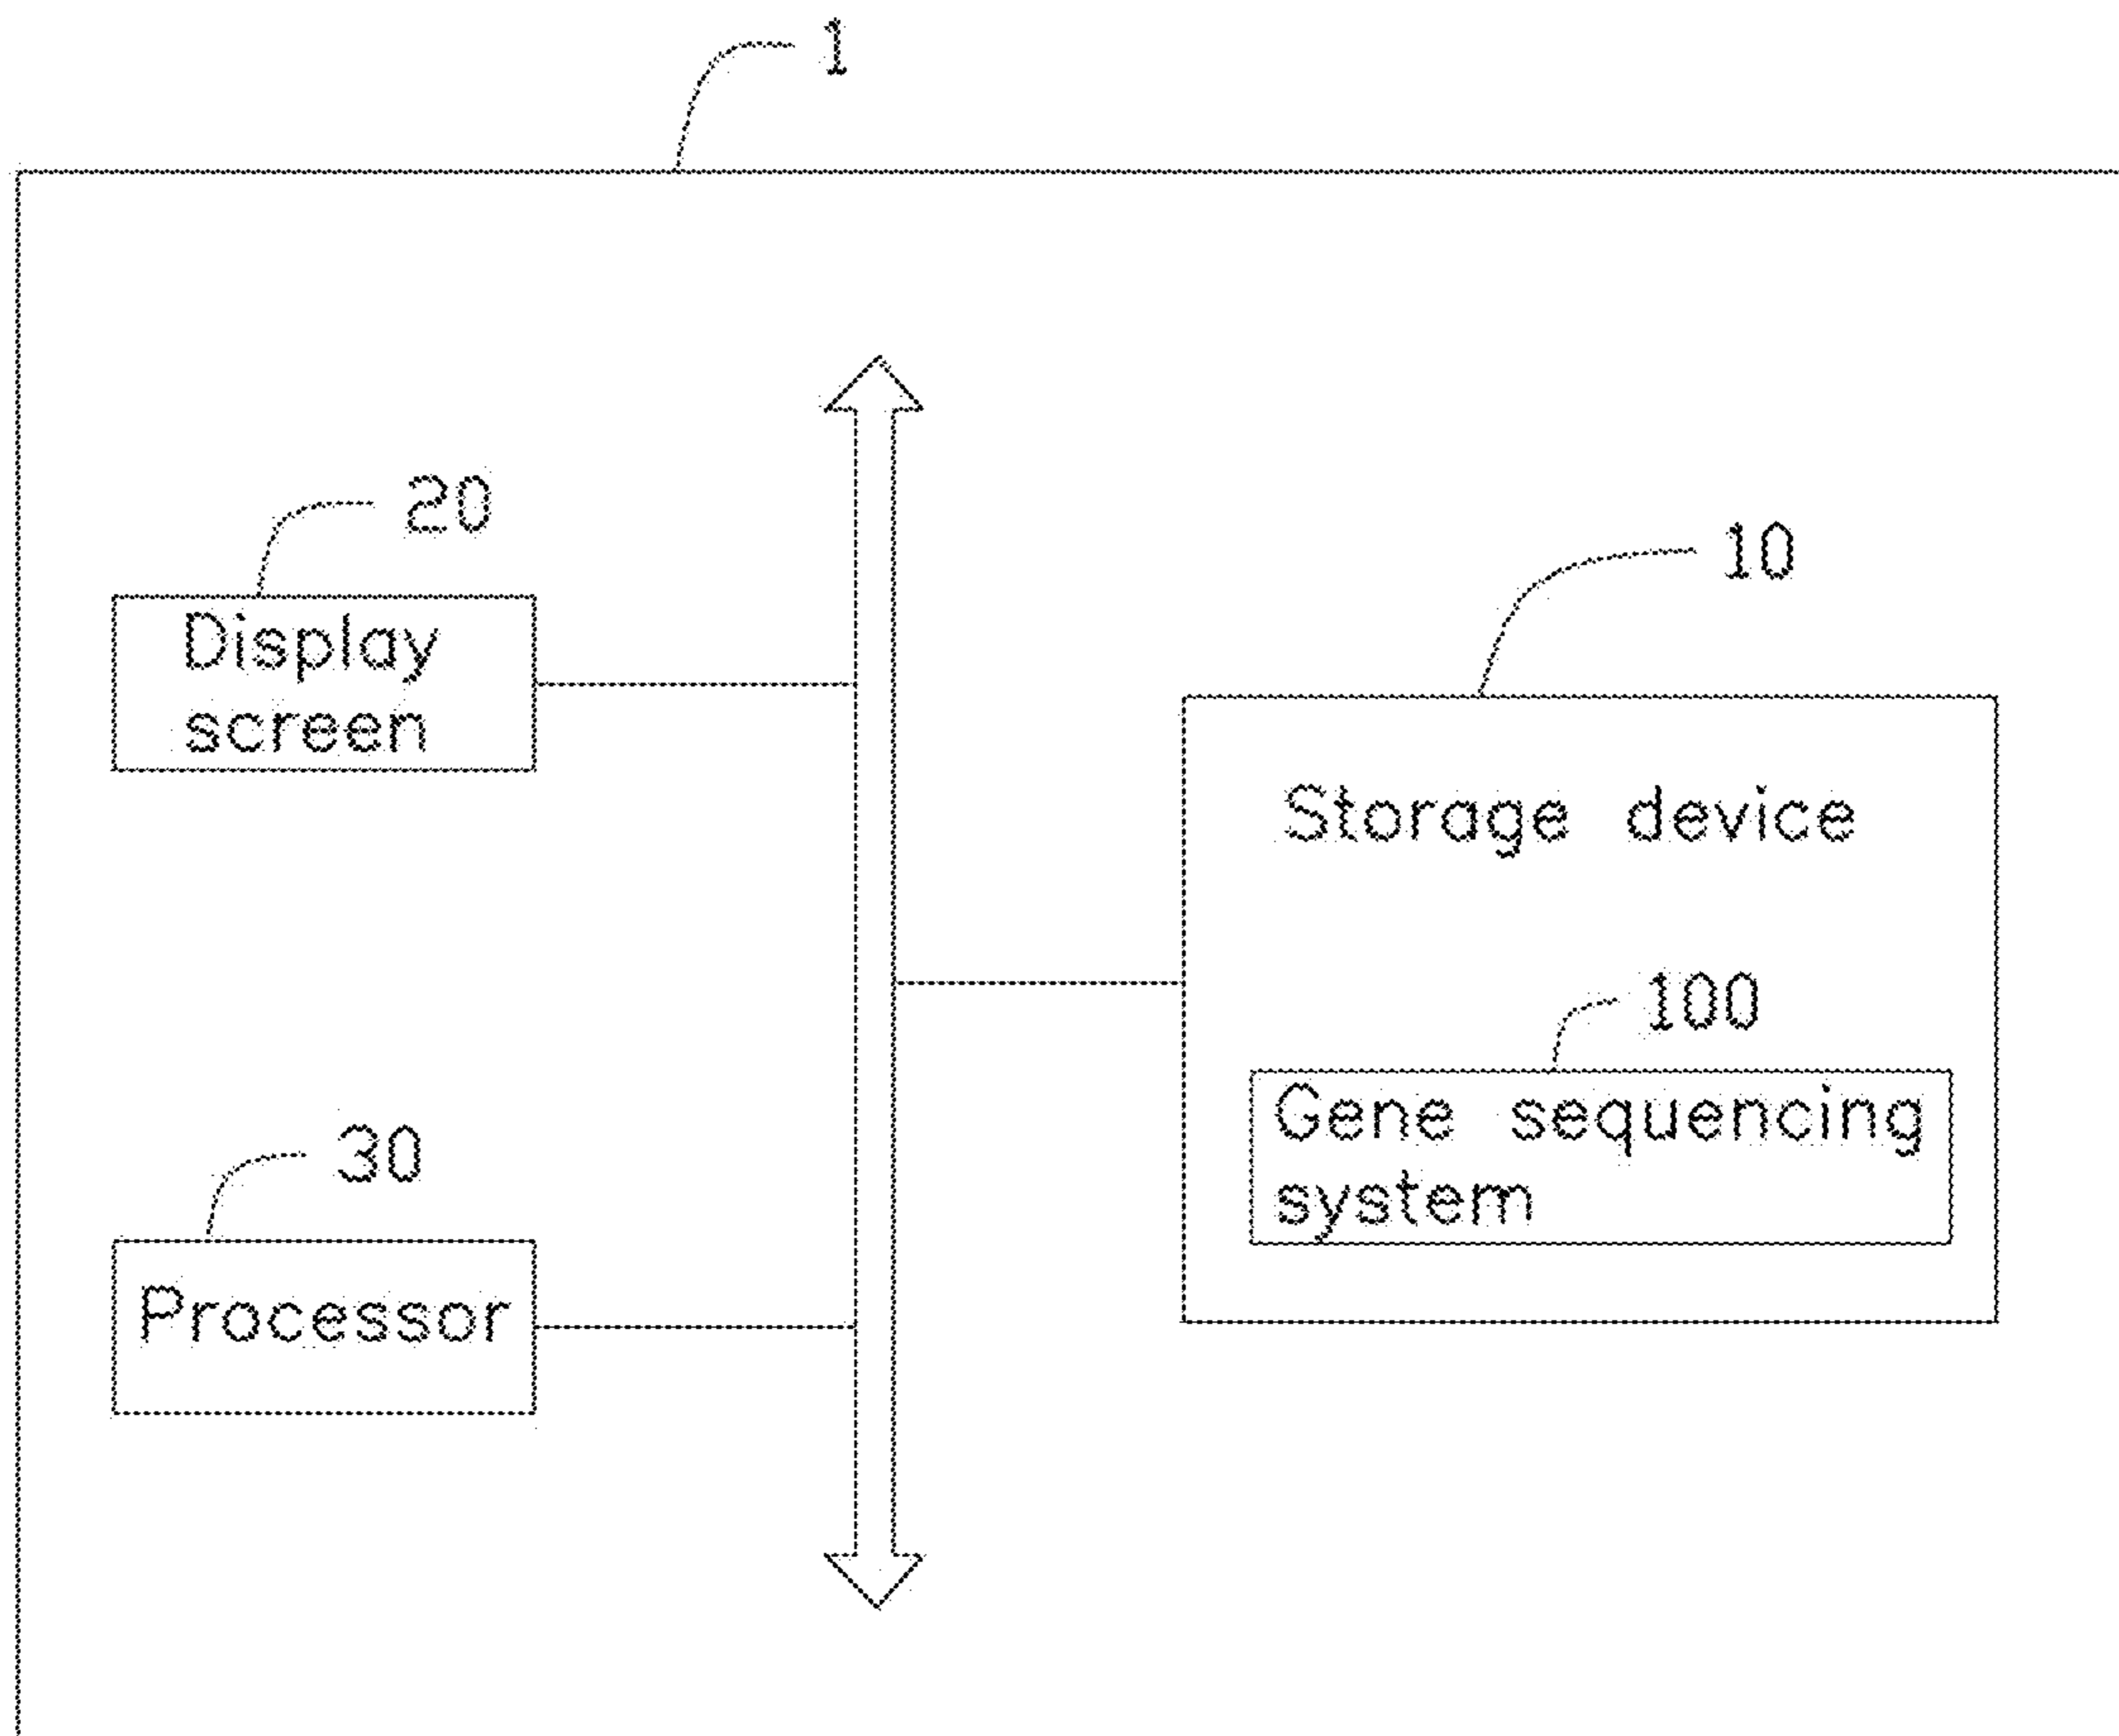 1
20
Display
screen
10
Storage device
100
Gene sequencing
system
30
Processor